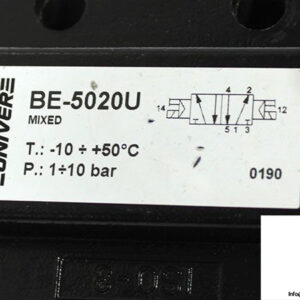 UNIVER
BE-5020U
MIXED
4 2
14 12
5 1 3
T.: -10 ÷ +50°C
P.: 1÷10 bar
0190